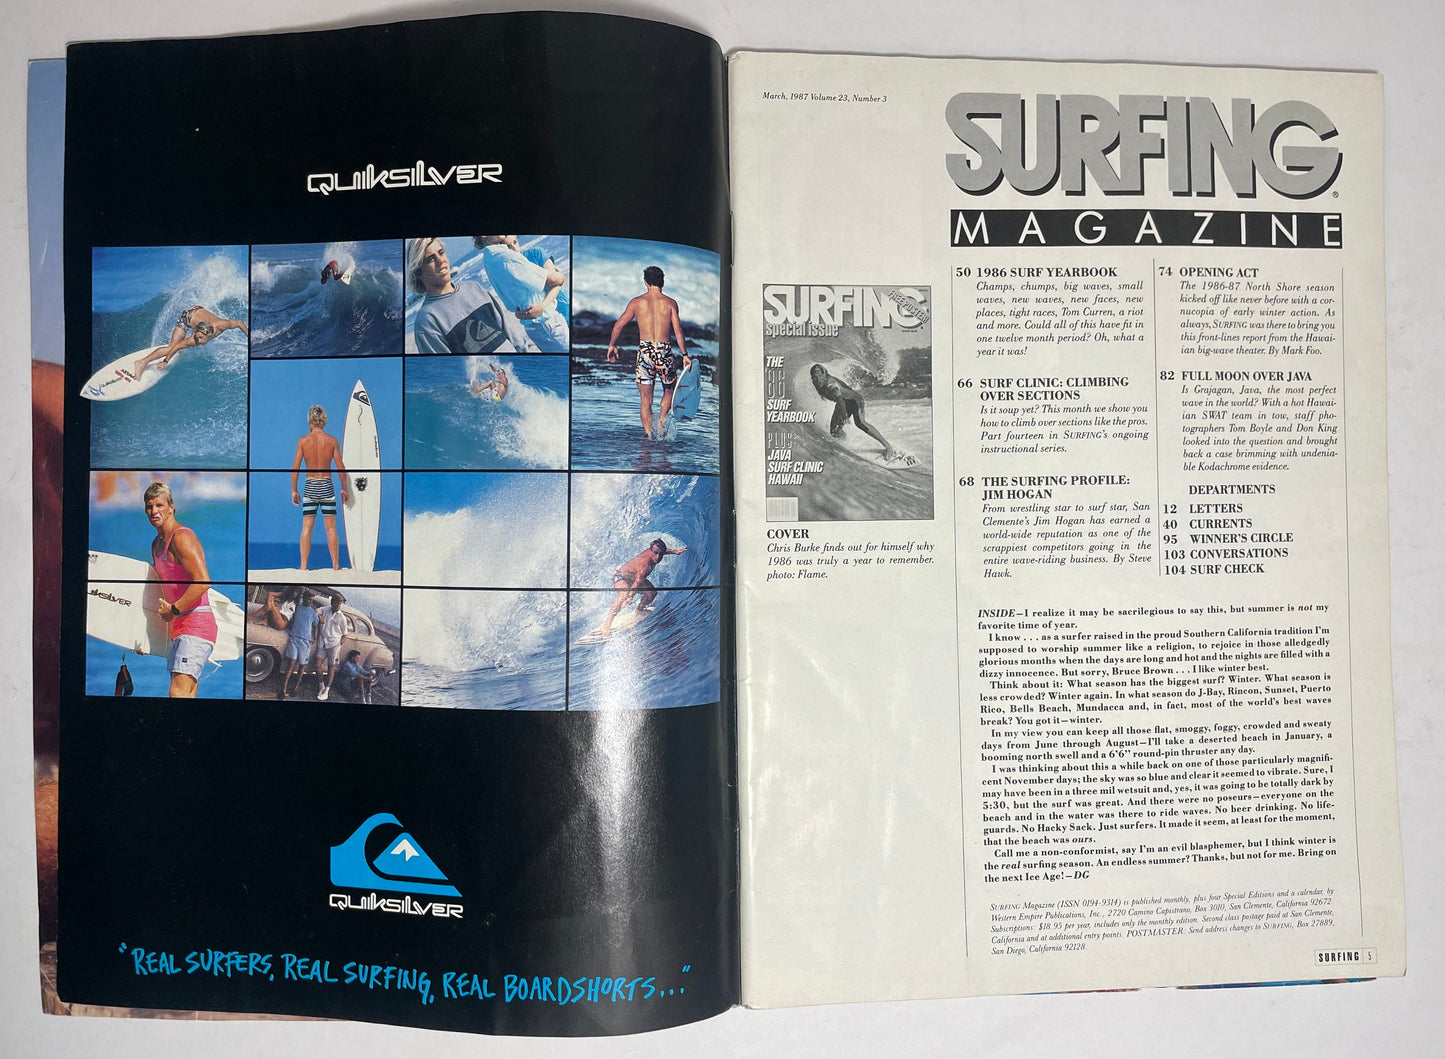 QUIKSILVER
QUIKSILVER
QUIKSILVER
"REAL SURFERS, REAL SURFING, REAL BOARDSHORTS..."
March, 1987 Volume 23, Number 3
SURFING®
MAGAZINE
SURFING
special issue
THE
86
SURF
YEARBOOK
PLUS:
JAVA
SURF CLINIC
HAWAII
COVER
Chris Burke finds out for himself why
1986 was truly a year to remember.
photo: Flame.
50 1986 SURF YEARBOOK
Champs, chumps, big waves, small
waves, new waves, new faces, new
places, tight races, Tom Curren, a riot
and more. Could all of this have fit in
one twelve month period? Oh, what a
year it was!
66 SURF CLINIC: CLIMBING
OVER SECTIONS
Is it soup yet? This month we show you
how to climb over sections like the pros.
Part fourteen in SURFING's ongoing
instructional series.
68 THE SURFING PROFILE:
JIM HOGAN
From wrestling star to surf star, San
Clemente's Jim Hogan has earned a
world-wide reputation as one of the
scrappiest competitors going in the
entire wave-riding business. By Steve
Hawk.
74 OPENING ACT
The 1986-87 North Shore season
kicked off like never before with a cor-
nucopia of early winter action. As
always, SURFING was there to bring you
this front-lines report from the Hawai-
ian big-wave theater. By Mark Foo.
82 FULL MOON OVER JAVA
Is Grajagan, Java, the most perfect
wave in the world? With a hot Hawai-
ian SWAT team in tow, staff pho-
tographers Tom Boyle and Don King
looked into the question and brought
back a case brimming with undenia-
ble Kodachrome evidence.
DEPARTMENTS
12 LETTERS
40 CURRENTS
95 WINNER'S CIRCLE
103 CONVERSATIONS
104 SURF CHECK
INSIDE—I realize it may be sacrilegious to say this, but summer is not my
favorite time of year.
I know . . . as a surfer raised in the proud Southern California tradition I'm
supposed to worship summer like a religion, to rejoice in those alledgedly
glorious months when the days are long and hot and the nights are filled with a
dizzy innocence. But sorry, Bruce Brown . . . I like winter best.
Think about it: What season has the biggest surf? Winter. What season is
less crowded? Winter again. In what season do J-Bay, Rincon, Sunset, Puerto
Rico, Bells Beach, Mundacca and, in fact, most of the world's best waves
break? You got it—winter.
In my view you can keep all those flat, smoggy, foggy, crowded and sweaty
days from June through August—I'll take a deserted beach in January, a
booming north swell and a 6'6" round-pin thruster any day.
I was thinking about this a while back on one of those particularly magnifi-
cent November days; the sky was so blue and clear it seemed to vibrate. Sure, I
may have been in a three mil wetsuit and, yes, it was going to be totally dark by
5:30, but the surf was great. And there were no poseurs—everyone on the
beach and in the water was there to ride waves. No beer drinking. No life-
guards. No Hacky Sack. Just surfers. It made it seem, at least for the moment,
that the beach was ours.
Call me a non-conformist, say I'm an evil blasphemer, but I think winter is
the real surfing season. An endless summer? Thanks, but not for me. Bring on
the next Ice Age!—DG
SURFING Magazine (ISSN 0194-9314) is published monthly, plus four Special Editions and a calendar, by
Western Empire Publications, Inc., 2720 Camino Capistrano, Box 3010, San Clemente, California 92672.
Subscriptions: $18.95 per year, includes only the monthly edition. Second class postage paid at San Clemente,
California and at additional entry points. POSTMASTER: Send address changes to SURFING, Box 27889,
San Diego, California 92128.
SURFING 5